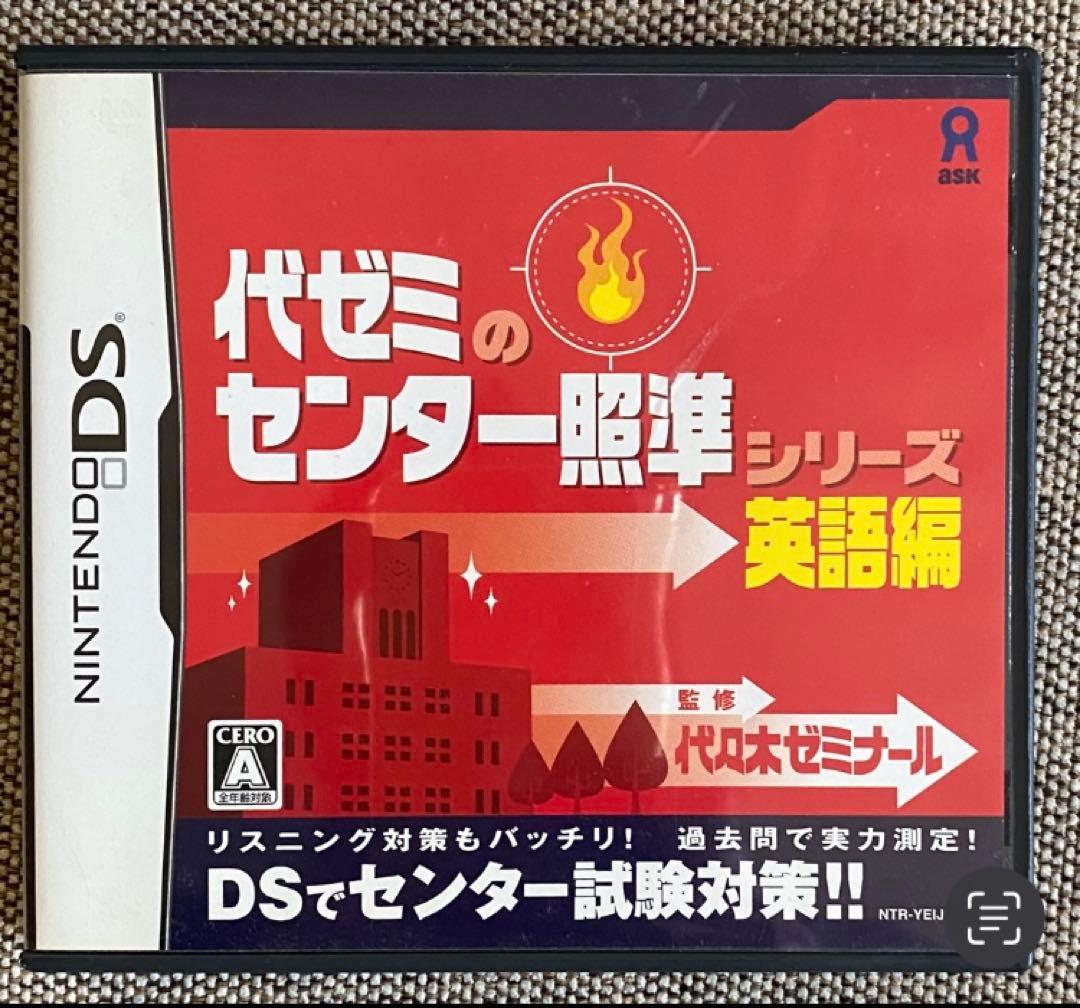 NINTENDO DS®
ask
代ゼミの
センター照準シリーズ
英語編
監修
代々木ゼミナール
CERO
A
全年齢対象
リスニング対策もバッチリ! 過去問で実力測定!
DSでセンター試験対策!!
NTR-YEIJ